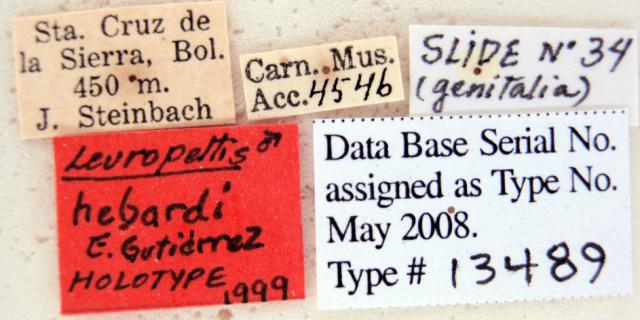 Sta. Cruz de
la Sierra, Bol.
450 m.
J. Steinbach
Carn. Mus.
Acc. 4546
SLIDE N° 34
(genitalia)
Leuropeltis ♂
hebardi
E. Gutiérrez
HOLOTYPE
1999
Data Base Serial No.
assigned as Type No.
May 2008.
Type # 13489